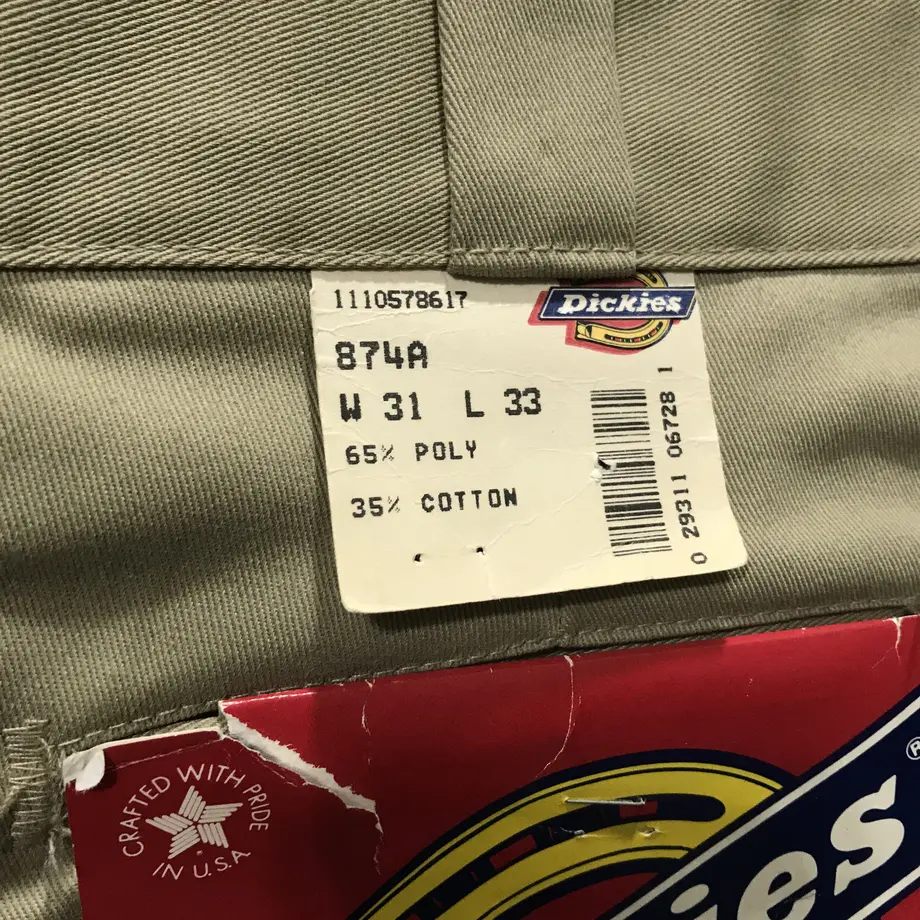 1110578617
Dickies
874A
W 31 L 33
65% POLY
35% COTTON
0 29311 06728 1
CRAFTED WITH PRIDE
IN U.S.A
ies®